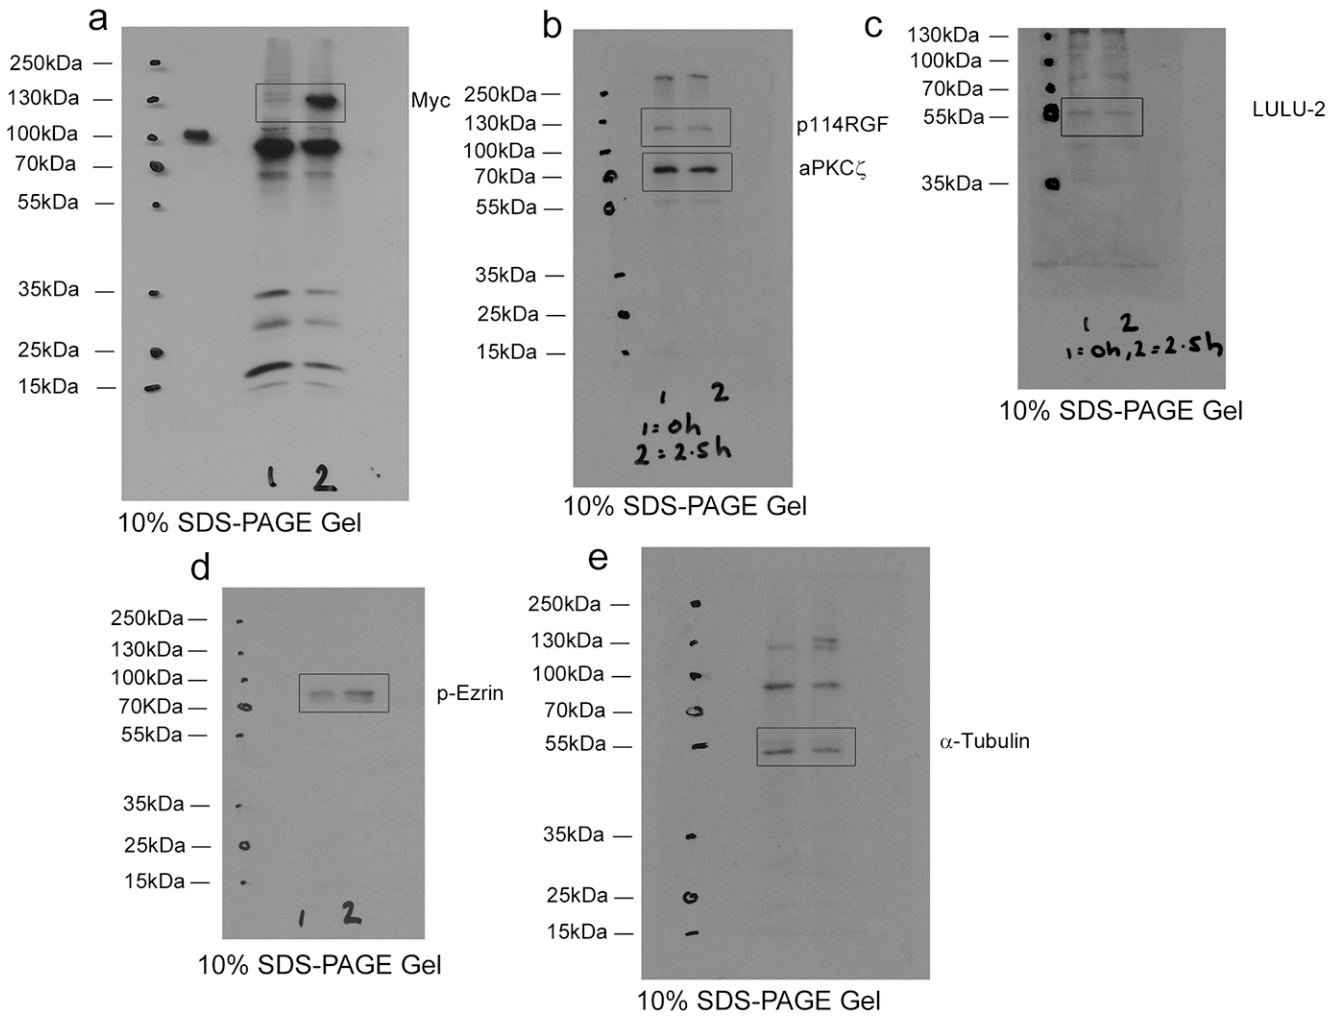 a
250kDa —
130kDa —
Myc
100kDa —
70kDa —
55kDa —
35kDa —
25kDa —
15kDa —
1 2
10% SDS-PAGE Gel
b
250kDa —
130kDa —
p114RGF
100kDa —
aPKCζ
70kDa —
55kDa —
35kDa —
25kDa —
15kDa —
1 2
1=0h
2=2.5h
10% SDS-PAGE Gel
c
130kDa —
100kDa —
70kDa —
55kDa —
LULU-2
35kDa —
1 2
1=0h, 2=2.5h
10% SDS-PAGE Gel
d
250kDa —
130kDa —
100kDa —
p-Ezrin
70KDa —
55kDa —
35kDa —
25kDa —
15kDa —
1 2
10% SDS-PAGE Gel
e
250kDa —
130kDa —
100kDa —
70kDa —
55kDa —
α-Tubulin
35kDa —
25kDa —
15kDa —
10% SDS-PAGE Gel